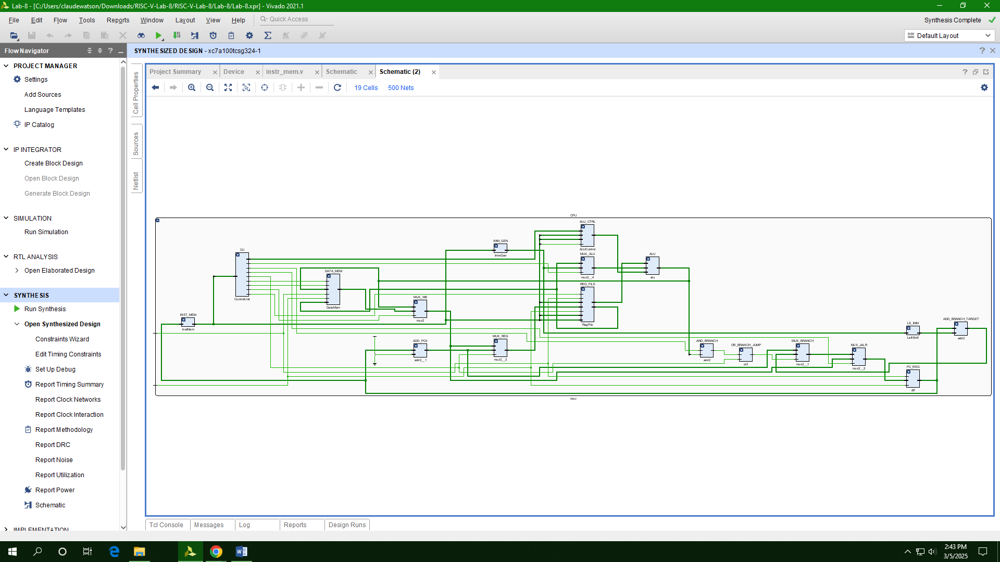 Lab-8 - [C:/Users/claudewatson/Downloads/RISC-V-Lab-8/RISC-V-Lab-8/Lab-8/Lab-8.xpr] - Vivado 2021.1
File Edit Flow Tools Reports Window Layout View Help Quick Access
Synthesis Complete
Default Layout
Flow Navigator
SYNTHESIZED DESIGN - xc7a100tcsg324-1
PROJECT MANAGER
Settings
Add Sources
Language Templates
IP Catalog
IP INTEGRATOR
Create Block Design
Open Block Design
Generate Block Design
SIMULATION
Run Simulation
RTL ANALYSIS
Open Elaborated Design
SYNTHESIS
Run Synthesis
Open Synthesized Design
Constraints Wizard
Edit Timing Constraints
Set Up Debug
Report Timing Summary
Report Clock Networks
Report Clock Interaction
Report Methodology
Report DRC
Report Noise
Report Utilization
Report Power
Schematic
IMPLEMENTATION
Cell Properties
Sources
Netlist
Project Summary Device instr_mem.v Schematic Schematic (2)
19 Cells 500 Nets
CPU
ALU_CTRL
ALUControl
IMM_GEN
ImmGen
CU
ControlUnit
MUX_ALU
mux2__4
ALU
alu
DATA_MEM
DataMem
REG_FILE
RegFile
MUX_WB
mux2
INST_MEM
InstMem
ADD_BRANCH_TARGET
add2
LS_IMM
LeftShift
ADD_PC4
add2__1
MUX_REG
mux2__3
AND_BRANCH
and2
OR_BRANCH_JUMP
or2
MUX_BRANCH
mux2__1
MUX_JALR
mux2__2
PC_REG
dff
riscv
Tcl Console Messages Log Reports Design Runs
2:43 PM
3/5/2025